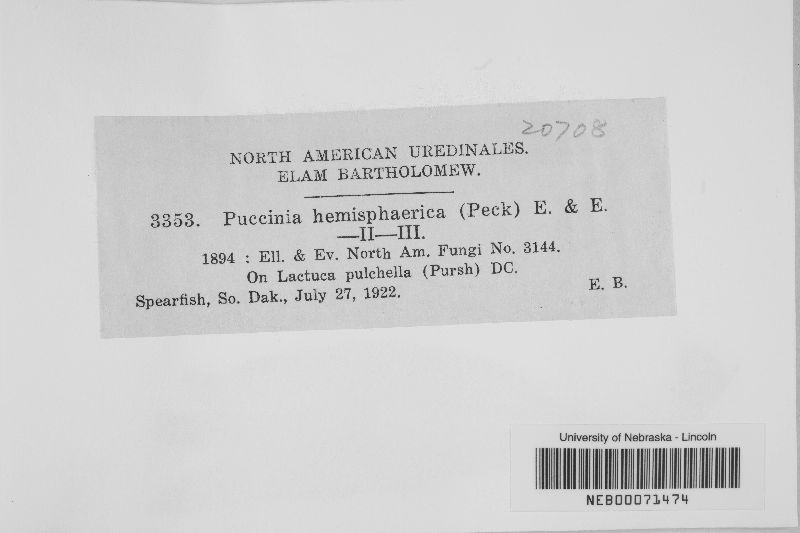 20708
NORTH AMERICAN UREDINALES.
ELAM BARTHOLOMEW.
3353. Puccinia hemisphaerica (Peck) E. & E.
—II—III.
1894 : Ell. & Ev. North Am. Fungi No. 3144.
On Lactuca pulchella (Pursh) DC.
Spearfish, So. Dak., July 27, 1922. E. B.
University of Nebraska - Lincoln
NEB00071474